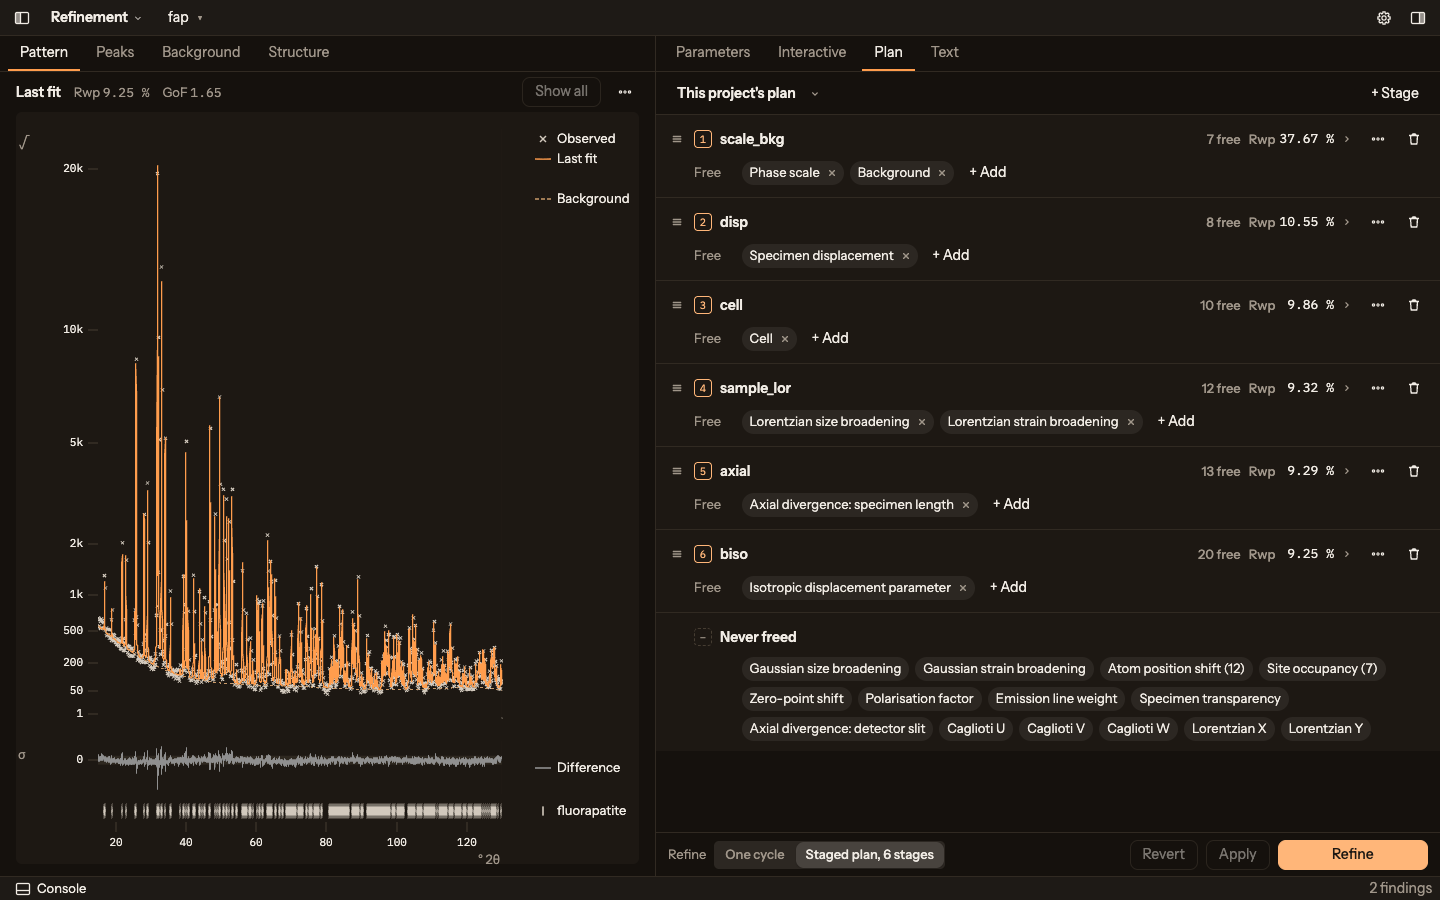 Refinement fap
Pattern Peaks Background Structure
Parameters Interactive Plan Text
Last fit Rwp 9.25 % GoF 1.65 Show all
√
20k
10k
5k
2k
1k
500
200
50
1
σ
0
20 40 60 80 100 120
°2θ
× Observed
Last fit
Background
Difference
fluorapatite
This project's plan + Stage
1 scale_bkg 7 free Rwp 37.67 %
Free Phase scale × Background × + Add
2 disp 8 free Rwp 10.55 %
Free Specimen displacement × + Add
3 cell 10 free Rwp 9.86 %
Free Cell × + Add
4 sample_lor 12 free Rwp 9.32 %
Free Lorentzian size broadening × Lorentzian strain broadening × + Add
5 axial 13 free Rwp 9.29 %
Free Axial divergence: specimen length × + Add
6 biso 20 free Rwp 9.25 %
Free Isotropic displacement parameter × + Add
– Never freed
Gaussian size broadening Gaussian strain broadening Atom position shift (12) Site occupancy (7)
Zero-point shift Polarisation factor Emission line weight Specimen transparency
Axial divergence: detector slit Caglioti U Caglioti V Caglioti W Lorentzian X Lorentzian Y
Refine One cycle Staged plan, 6 stages Revert Apply Refine
Console 2 findings